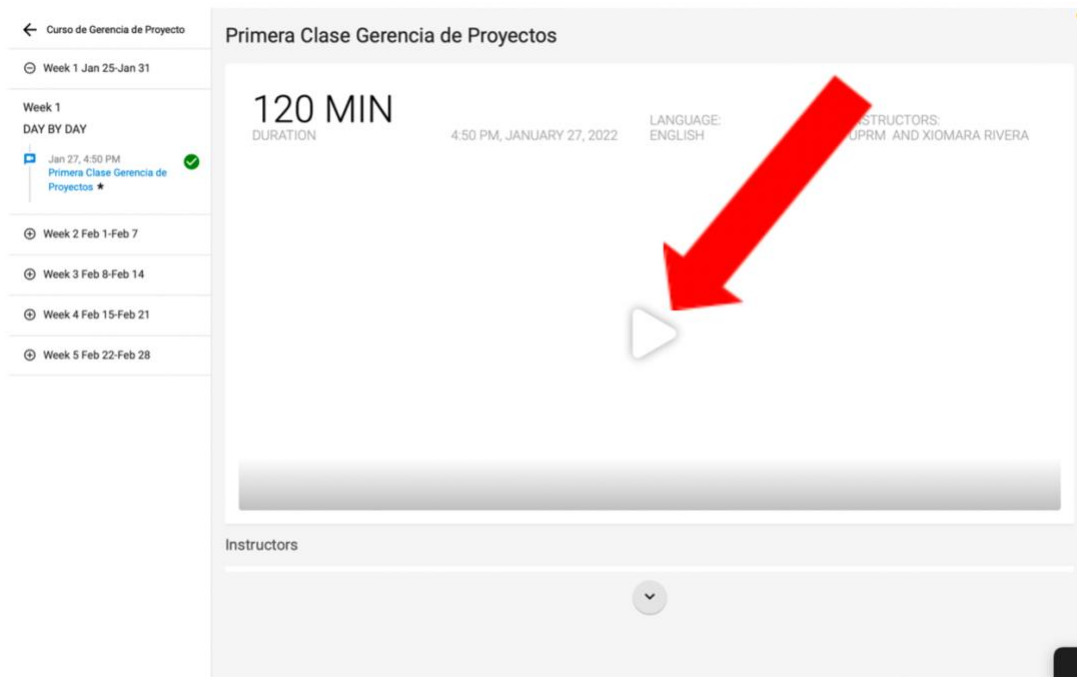 Curso de Gerencia de Proyecto
Week 1 Jan 25-Jan 31
Week 1
DAY BY DAY
Jan 27, 4:50 PM
Primera Clase Gerencia de
Proyectos *
Week 2 Feb 1-Feb 7
Week 3 Feb 8-Feb 14
Week 4 Feb 15-Feb 21
Week 5 Feb 22-Feb 28
Primera Clase Gerencia de Proyectos
120 MIN
DURATION
4:50 PM, JANUARY 27, 2022
LANGUAGE:
ENGLISH
STRUCTORS:
UPRM AND XIOMARA RIVERA
Instructors